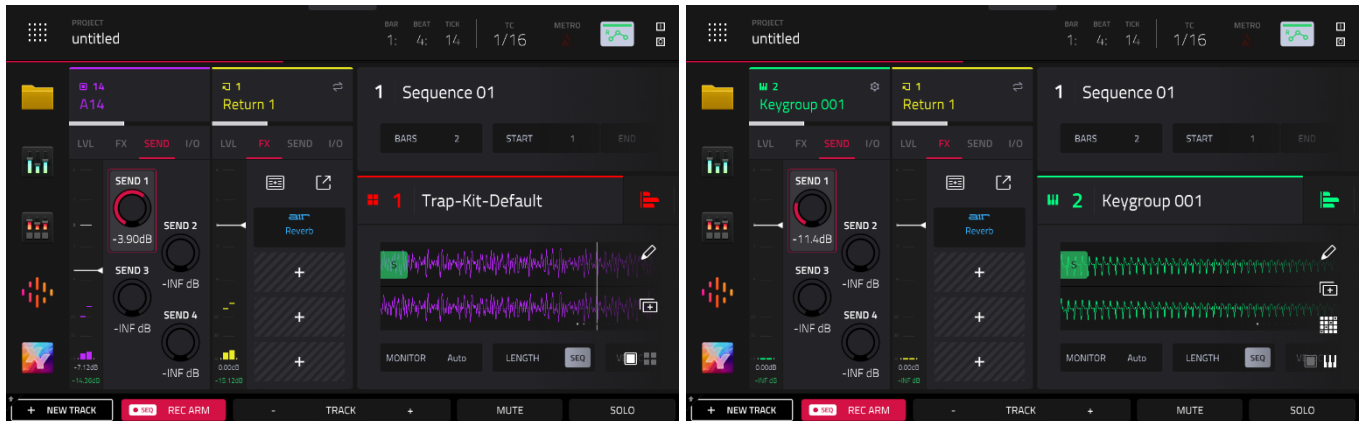 PROJECT
untitled
BAR BEAT TICK TC METRO
1: 4: 14 1/16
14
A14
1
Return 1
1 Sequence 01
BARS 2 START 1 END
LVL FX SEND I/O LVL FX SEND I/O
SEND 1
-3.90dB
SEND 2
-INF dB
SEND 3
-INF dB
SEND 4
-INF dB
air
Reverb
+
+
+
1 Trap-Kit-Default
S
MONITOR Auto LENGTH SEQ
-7.12dB
-14.36dB
0.00dB
-15.12dB
+ NEW TRACK SEQ REC ARM - TRACK + MUTE SOLO
PROJECT
untitled
BAR BEAT TICK TC METRO
1: 4: 14 1/16
2
Keygroup 001
1
Return 1
1 Sequence 01
BARS 2 START 1 END
LVL FX SEND I/O LVL FX SEND I/O
SEND 1
-11.4dB
SEND 2
-INF dB
SEND 3
-INF dB
SEND 4
-INF dB
air
Reverb
+
+
+
2 Keygroup 001
S
MONITOR Auto LENGTH SEQ
0.00dB
-INF dB
0.00dB
-INF dB
+ NEW TRACK SEQ REC ARM - TRACK + MUTE SOLO